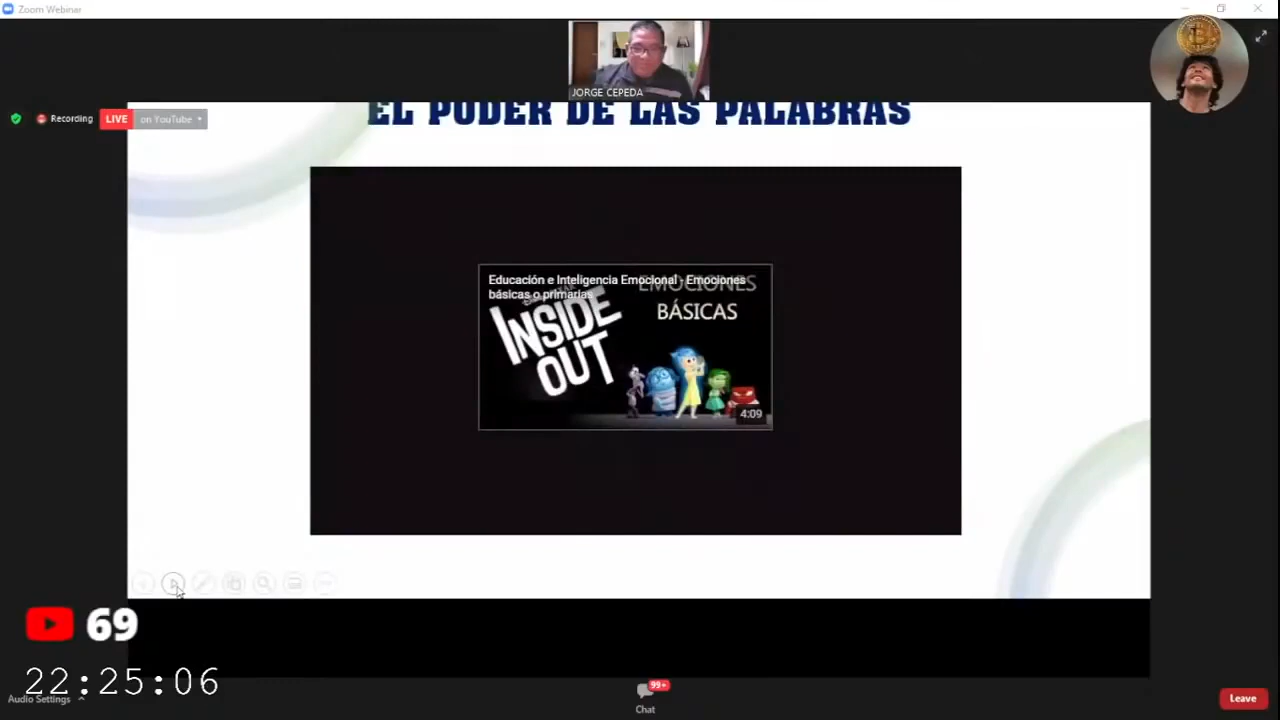 Zoom Webinar
JORGE CEPEDA
Recording
LIVE
on YouTube
EL PODER DE LAS PALABRAS
Educación e Inteligencia Emocional - Emociones
básicas o primarias
EMOCIONES
BÁSICAS
INSIDE
OUT
4:09
69
22:25:06
Audio Settings
99+
Chat
Leave